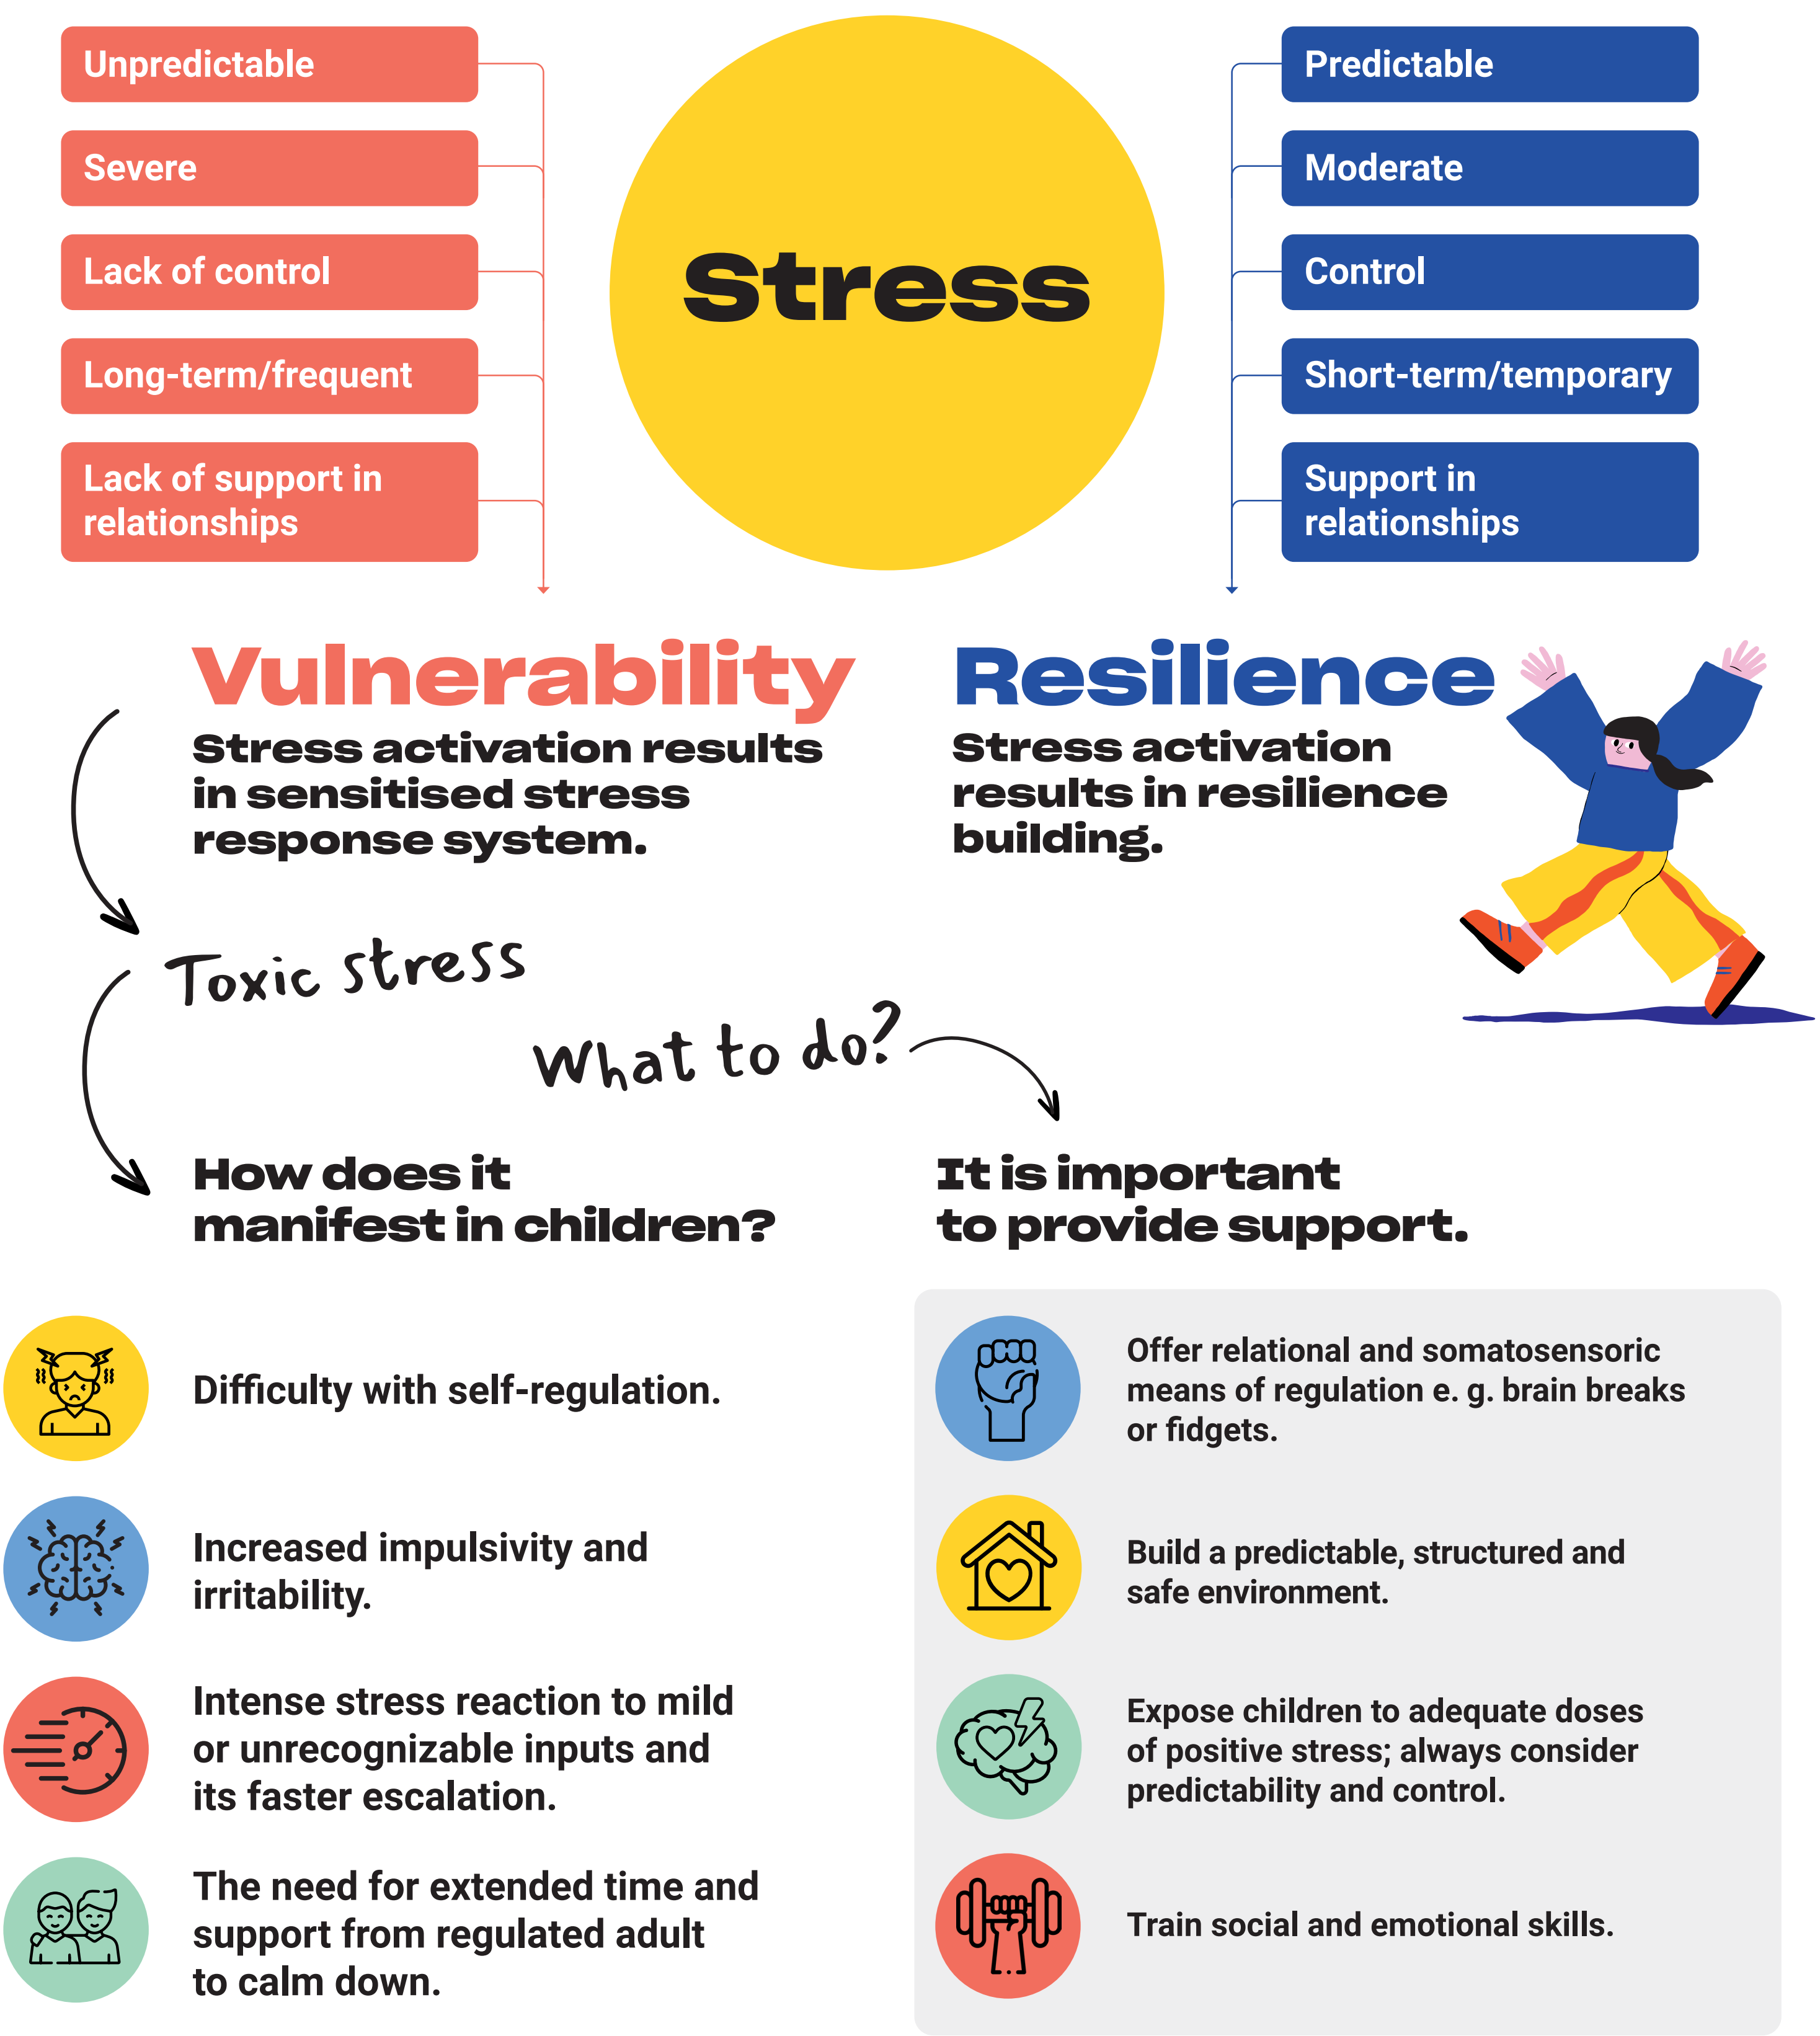 Unpredictable
Severe
Lack of control
Long-term/frequent
Lack of support in
relationships
Stress
Predictable
Moderate
Control
Short-term/temporary
Support in
relationships
Vulnerability
Stress activation results
in sensitised stress
response system.
Resilience
Stress activation
results in resilience
building.
Toxic stress
What to do?
How does it
manifest in children?
Difficulty with self-regulation.
Increased impulsivity and
irritability.
Intense stress reaction to mild
or unrecognizable inputs and
its faster escalation.
The need for extended time and
support from regulated adult
to calm down.
It is important
to provide support.
Offer relational and somatosensoric
means of regulation e. g. brain breaks
or fidgets.
Build a predictable, structured and
safe environment.
Expose children to adequate doses
of positive stress; always consider
predictability and control.
Train social and emotional skills.